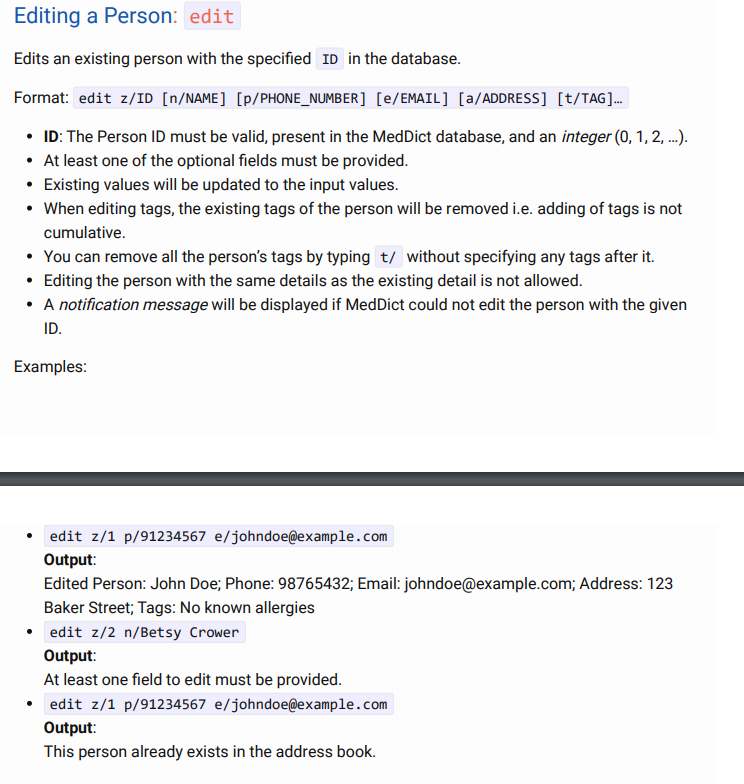 Editing a Person: edit
Edits an existing person with the specified ID in the database.
Format: edit z/ID [n/NAME] [p/PHONE_NUMBER] [e/EMAIL] [a/ADDRESS] [t/TAG]…
• ID: The Person ID must be valid, present in the MedDict database, and an integer (0, 1, 2, …).
• At least one of the optional fields must be provided.
• Existing values will be updated to the input values.
• When editing tags, the existing tags of the person will be removed i.e. adding of tags is not
cumulative.
• You can remove all the person’s tags by typing t/ without specifying any tags after it.
• Editing the person with the same details as the existing detail is not allowed.
• A notification message will be displayed if MedDict could not edit the person with the given
ID.
Examples:
• edit z/1 p/91234567 e/johndoe@example.com
Output:
Edited Person: John Doe; Phone: 98765432; Email: johndoe@example.com; Address: 123
Baker Street; Tags: No known allergies
• edit z/2 n/Betsy Crower
Output:
At least one field to edit must be provided.
• edit z/1 p/91234567 e/johndoe@example.com
Output:
This person already exists in the address book.